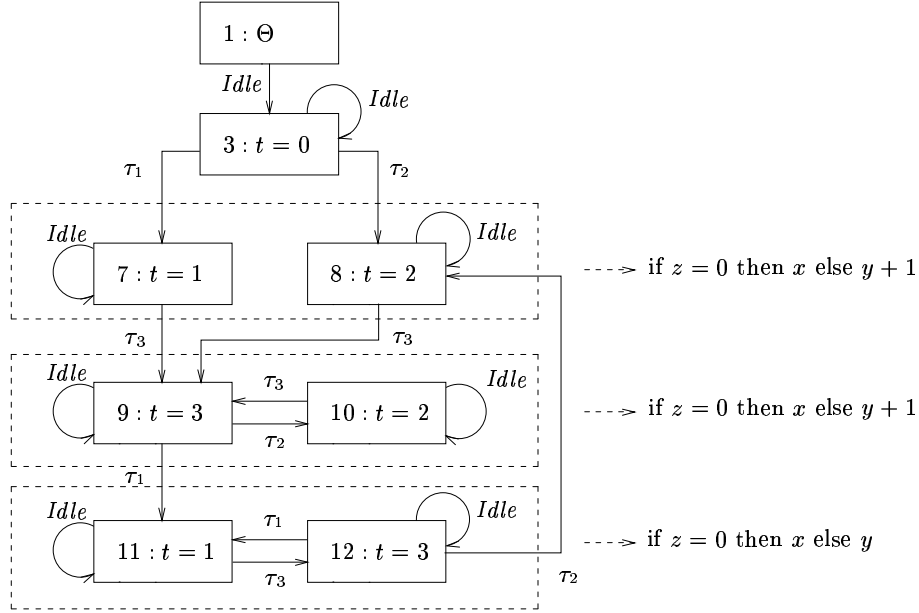 1 : Θ
Idle
Idle
3 : t = 0
τ₁
τ₂
Idle
Idle
7 : t = 1
8 : t = 2
if z = 0 then x else y + 1
τ₃
τ₃
Idle
Idle
τ₃
9 : t = 3
10 : t = 2
if z = 0 then x else y + 1
τ₂
τ₁
Idle
Idle
τ₁
11 : t = 1
12 : t = 3
if z = 0 then x else y
τ₃
τ₂